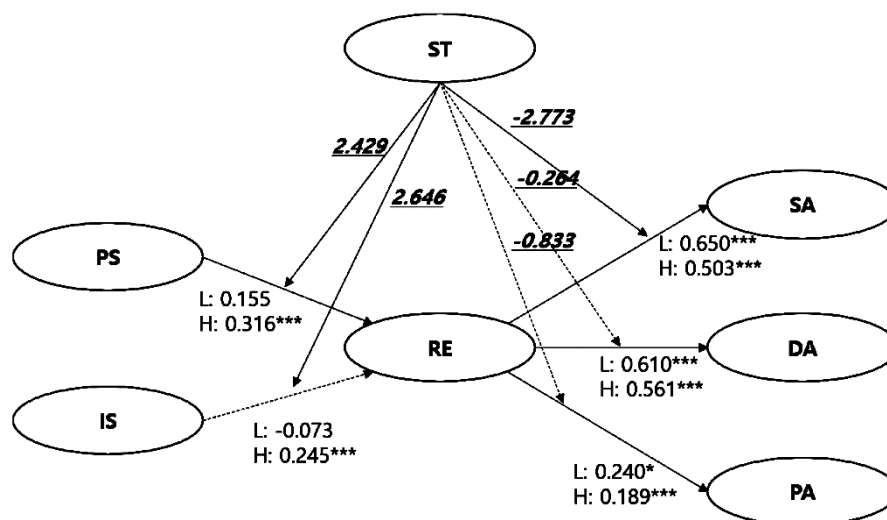 ST
-2.773
2.429
-0.264
2.646
SA
-0.833
L: 0.650***
H: 0.503***
PS
L: 0.155
H: 0.316***
RE
DA
L: 0.610***
H: 0.561***
IS
L: -0.073
H: 0.245***
L: 0.240*
H: 0.189***
PA